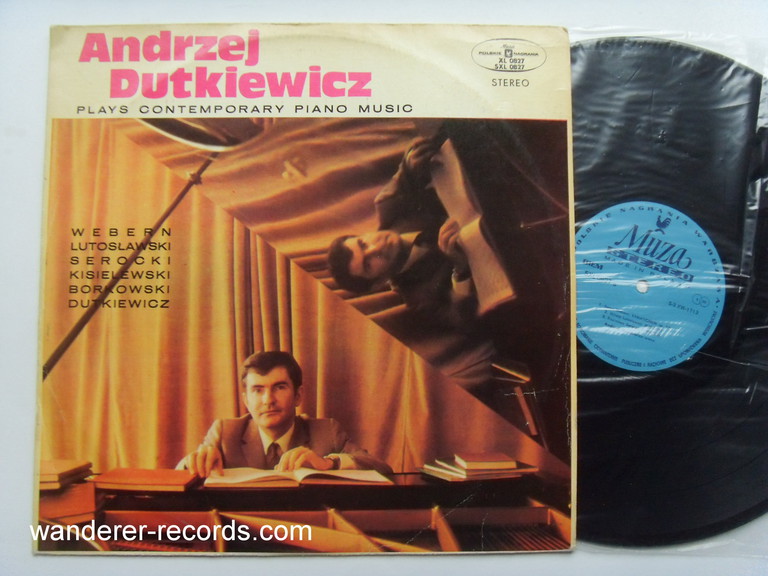 Andrzej
Dutkiewicz
PLAYS CONTEMPORARY PIANO MUSIC
POLSKIE NAGRANIA
XL 0827
SXL 0827
STEREO
WEBERN
LUTOSŁAWSKI
SEROCKI
KISIELEWSKI
BORKOWSKI
DUTKIEWICZ
Muza
STEREO
wanderer-records.com